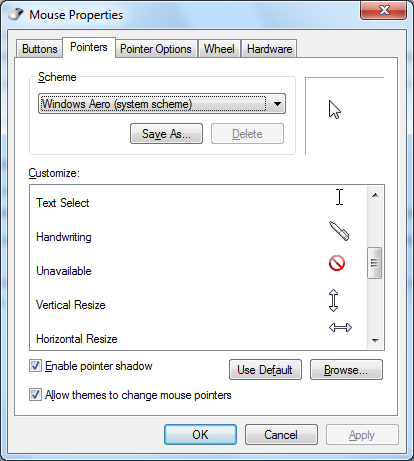 Mouse Properties
Buttons Pointers Pointer Options Wheel Hardware
Scheme
Windows Aero (system scheme)
Save As... Delete
Customize:
Text Select
Handwriting
Unavailable
Vertical Resize
Horizontal Resize
Enable pointer shadow Use Default Browse...
Allow themes to change mouse pointers
OK Cancel Apply